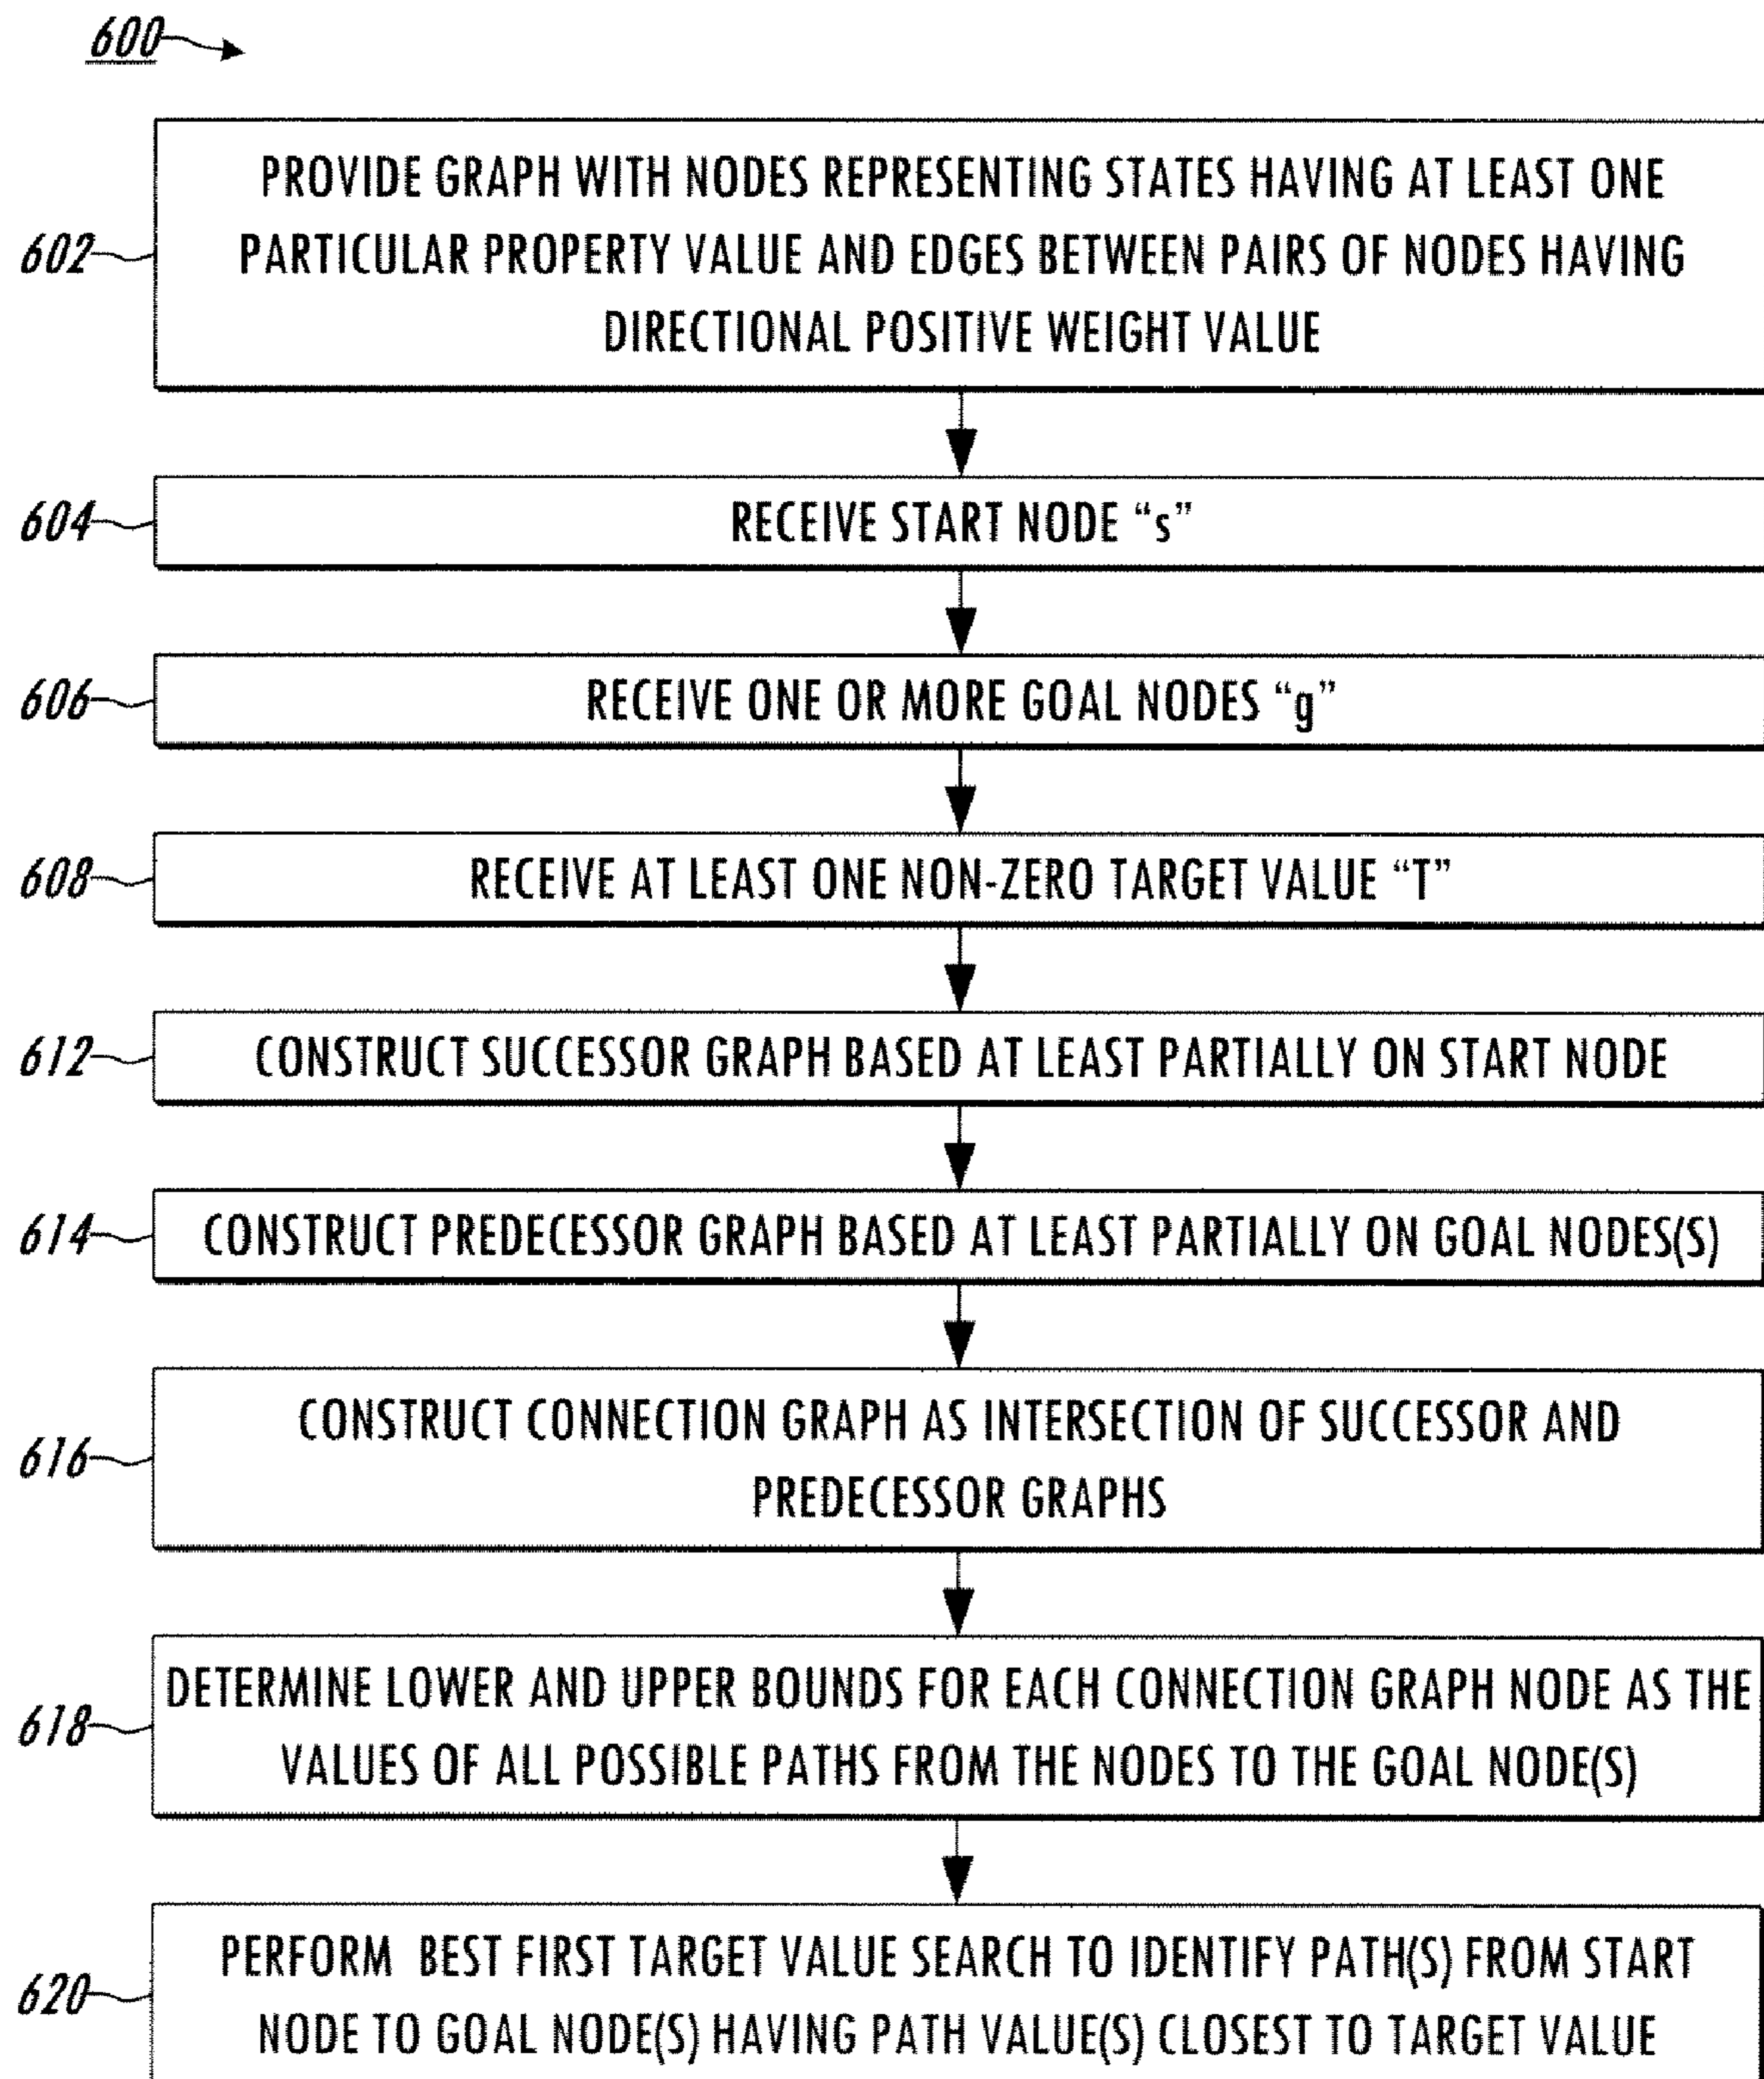 600
602
PROVIDE GRAPH WITH NODES REPRESENTING STATES HAVING AT LEAST ONE
PARTICULAR PROPERTY VALUE AND EDGES BETWEEN PAIRS OF NODES HAVING
DIRECTIONAL POSITIVE WEIGHT VALUE
604
RECEIVE START NODE “s”
606
RECEIVE ONE OR MORE GOAL NODES “g”
608
RECEIVE AT LEAST ONE NON-ZERO TARGET VALUE “T”
612
CONSTRUCT SUCCESSOR GRAPH BASED AT LEAST PARTIALLY ON START NODE
614
CONSTRUCT PREDECESSOR GRAPH BASED AT LEAST PARTIALLY ON GOAL NODES(S)
616
CONSTRUCT CONNECTION GRAPH AS INTERSECTION OF SUCCESSOR AND
PREDECESSOR GRAPHS
618
DETERMINE LOWER AND UPPER BOUNDS FOR EACH CONNECTION GRAPH NODE AS THE
VALUES OF ALL POSSIBLE PATHS FROM THE NODES TO THE GOAL NODE(S)
620
PERFORM BEST FIRST TARGET VALUE SEARCH TO IDENTIFY PATH(S) FROM START
NODE TO GOAL NODE(S) HAVING PATH VALUE(S) CLOSEST TO TARGET VALUE